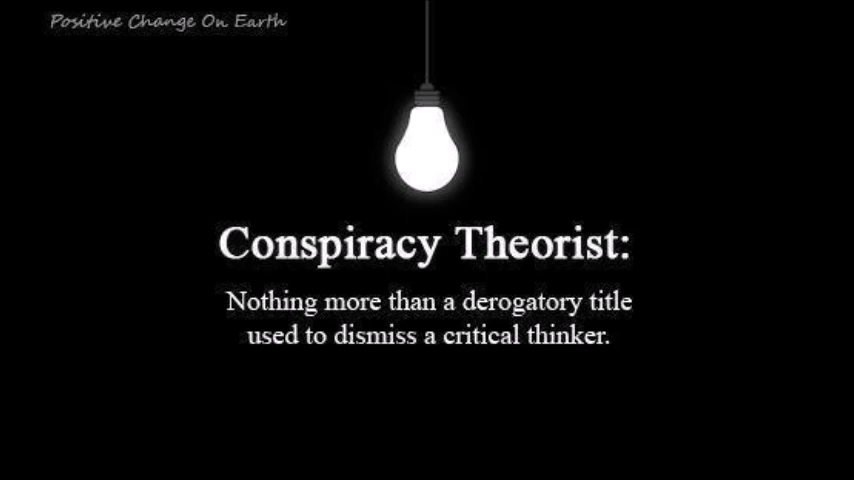 Positive Change On Earth
Conspiracy Theorist:
Nothing more than a derogatory title
used to dismiss a critical thinker.